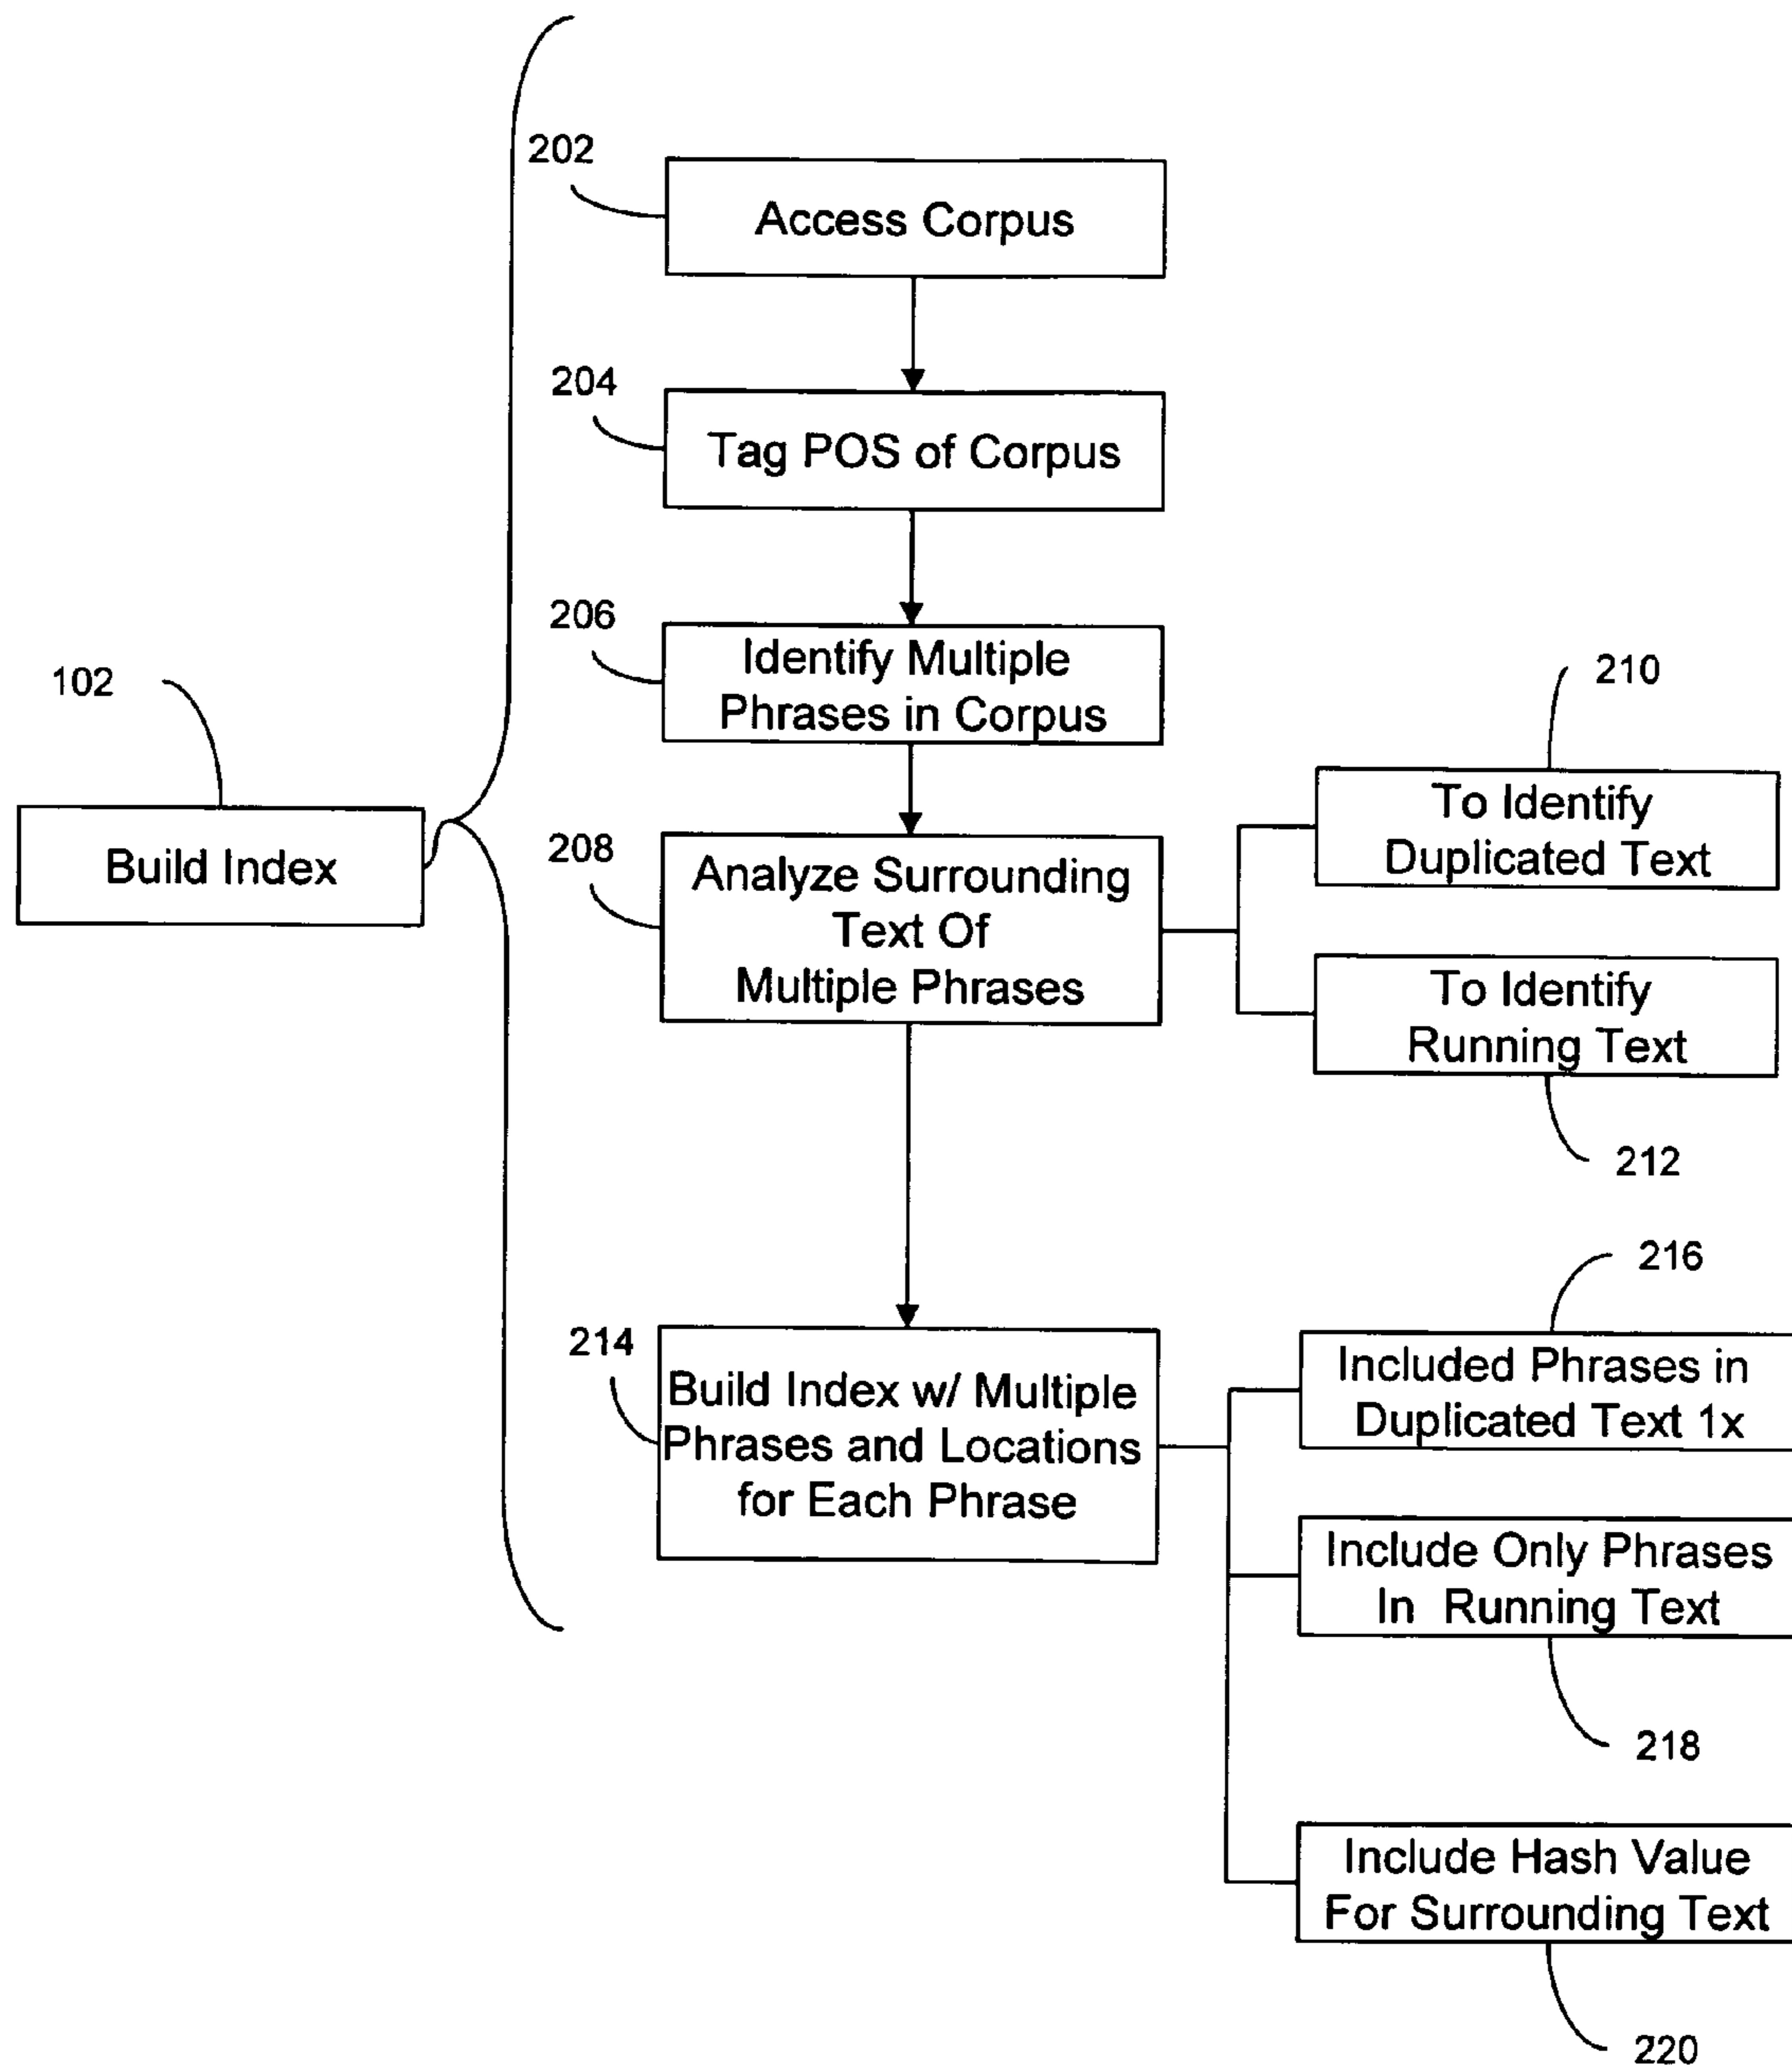 202
Access Corpus
204
Tag POS of Corpus
206
Identify Multiple
Phrases in Corpus
102
Build Index
208
Analyze Surrounding
Text Of
Multiple Phrases
210
To Identify
Duplicated Text
To Identify
Running Text
212
214
Build Index w/ Multiple
Phrases and Locations
for Each Phrase
216
Included Phrases in
Duplicated Text 1x
Include Only Phrases
In Running Text
218
Include Hash Value
For Surrounding Text
220